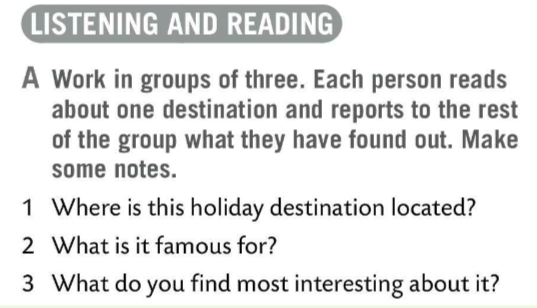 LISTENING AND READING
A Work in groups of three. Each person reads
about one destination and reports to the rest
of the group what they have found out. Make
some notes.
1 Where is this holiday destination located?
2 What is it famous for?
3 What do you find most interesting about it?